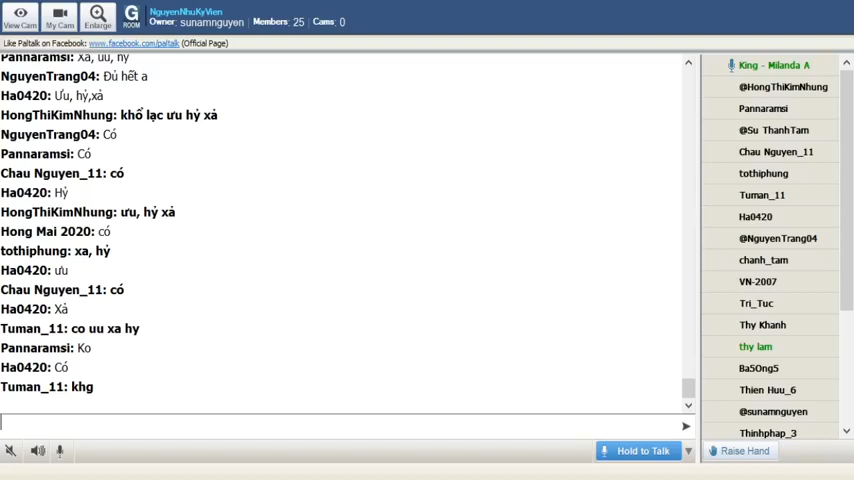 View Cam
My Cam
Enlarge
G
ROOM
NguyenNhuKyVien
Owner: sunamnguyen Members: 25 Cams: 0
Like Paltalk on Facebook: www.facebook.com/paltalk (Official Page)
Pannaramsi: Xả, ưu, hỷ
NguyenTrang04: Đủ hết a
Ha0420: Ưu, hỷ,xả
HongThiKimNhung: khổ lạc ưu hỷ xả
NguyenTrang04: Có
Pannaramsi: Có
Chau Nguyen_11: có
Ha0420: Hỷ
HongThiKimNhung: ưu, hỷ xả
Hong Mai 2020: có
tothiphung: xa, hỷ
Ha0420: ưu
Chau Nguyen_11: có
Ha0420: Xả
Tuman_11: co uu xa hy
Pannaramsi: Ko
Ha0420: Có
Tuman_11: khg
Hold to Talk
King - Milanda A
@HongThiKimNhung
Pannaramsi
@Su ThanhTam
Chau Nguyen_11
tothiphung
Tuman_11
Ha0420
@NguyenTrang04
chanh_tam
VN-2007
Tri_Tuc
Thy Khanh
thy lam
Ba5Ong5
Thien Huu_6
@sunamnguyen
Thinhphap_3
Raise Hand